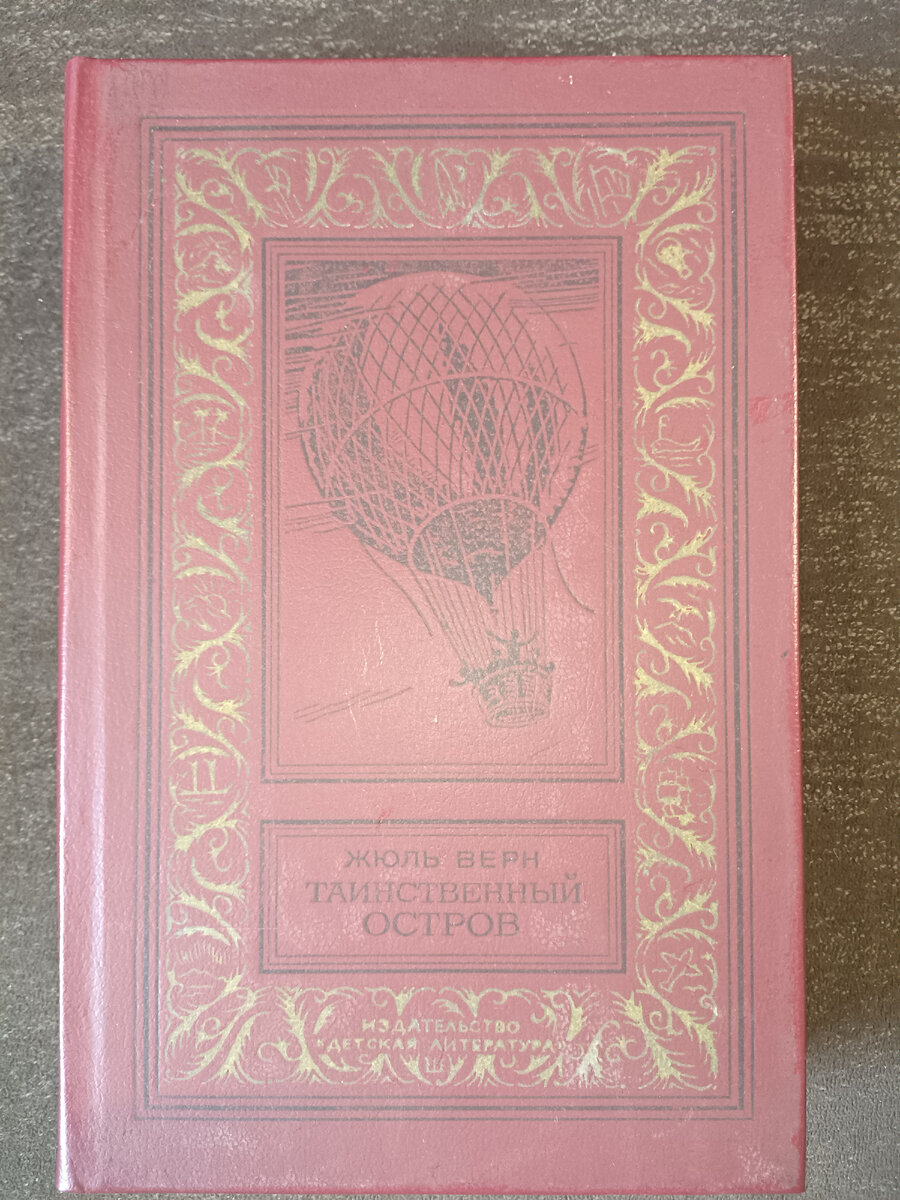 ЖЮЛЬ ВЕРН
ТАИНСТВЕННЫЙ
ОСТРОВ
ИЗДАТЕЛЬСТВО
"ДЕТСКАЯ ЛИТЕРАТУРА"